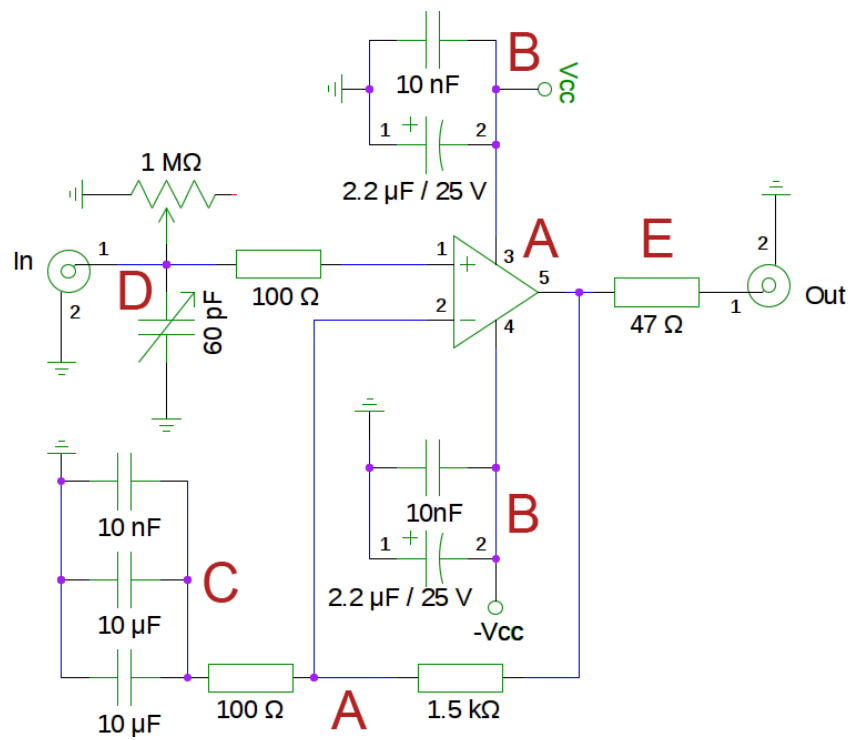 B
Vcc
10 nF
1 + 2
2.2 µF / 25 V
1 MΩ
In
1
D
2
100 Ω
60 pF
1
+
2
−
3
A
5
4
E
47 Ω
2
1
Out
10nF
B
1 + 2
2.2 µF / 25 V
-Vcc
10 nF
C
10 µF
10 µF
100 Ω
A
1.5 kΩ